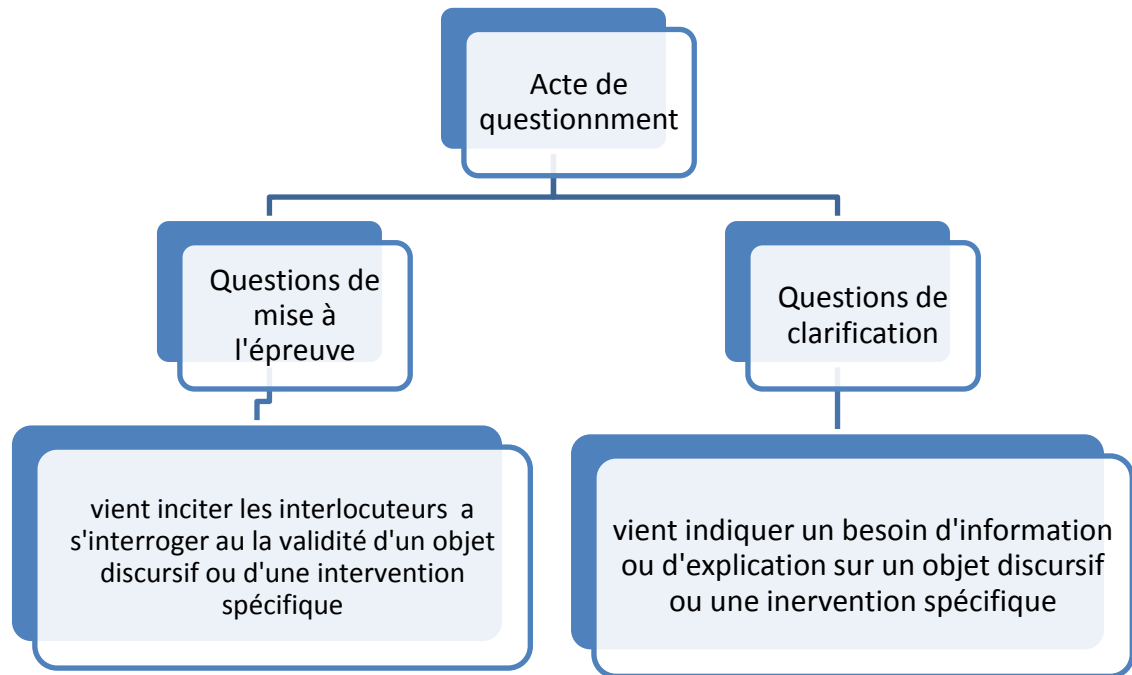 Acte de
questionnment
Questions de
mise à
l'épreuve
Questions de
clarification
vient inciter les interlocuteurs a
s'interroger au la validité d'un objet
discursif ou d'une intervention
spécifique
vient indiquer un besoin d'information
ou d'explication sur un objet discursif
ou une inervention spécifique